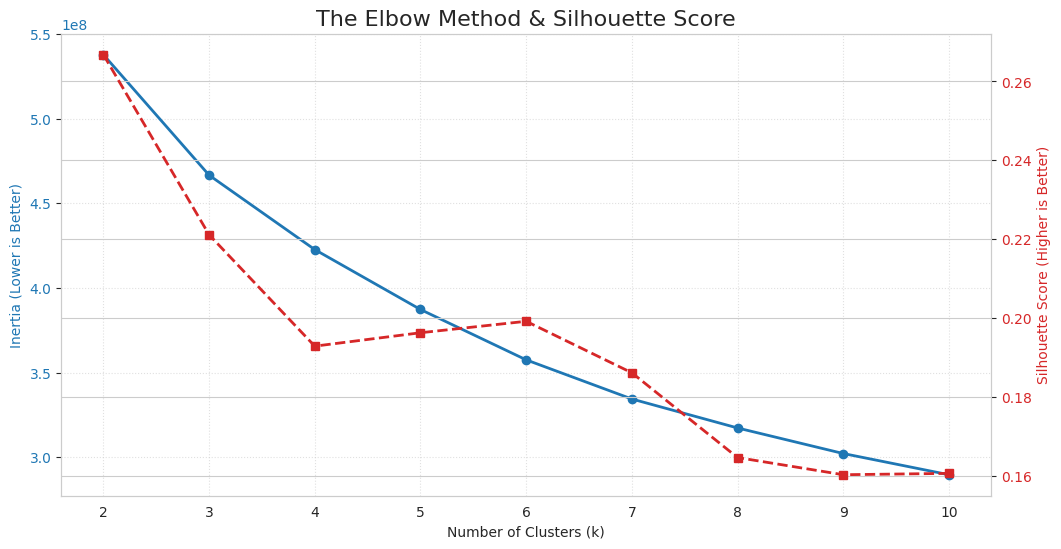 The Elbow Method & Silhouette Score
1e8
5.5
5.0
4.5
4.0
3.5
3.0
Inertia (Lower is Better)
0.26
0.24
0.22
0.20
0.18
0.16
Silhouette Score (Higher is Better)
2 3 4 5 6 7 8 9 10
Number of Clusters (k)